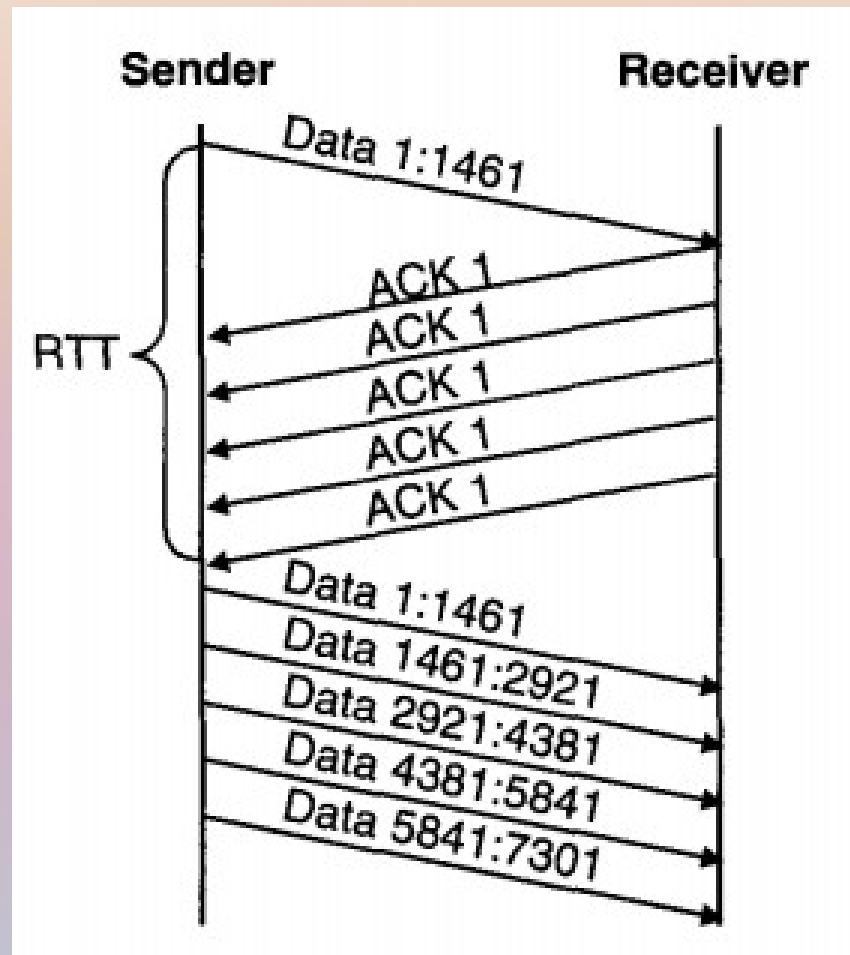 Sender Receiver
Data 1:1461
ACK 1
ACK 1
RTT
ACK 1
ACK 1
ACK 1
Data 1:1461
Data 1461:2921
Data 2921:4381
Data 4381:5841
Data 5841:7301